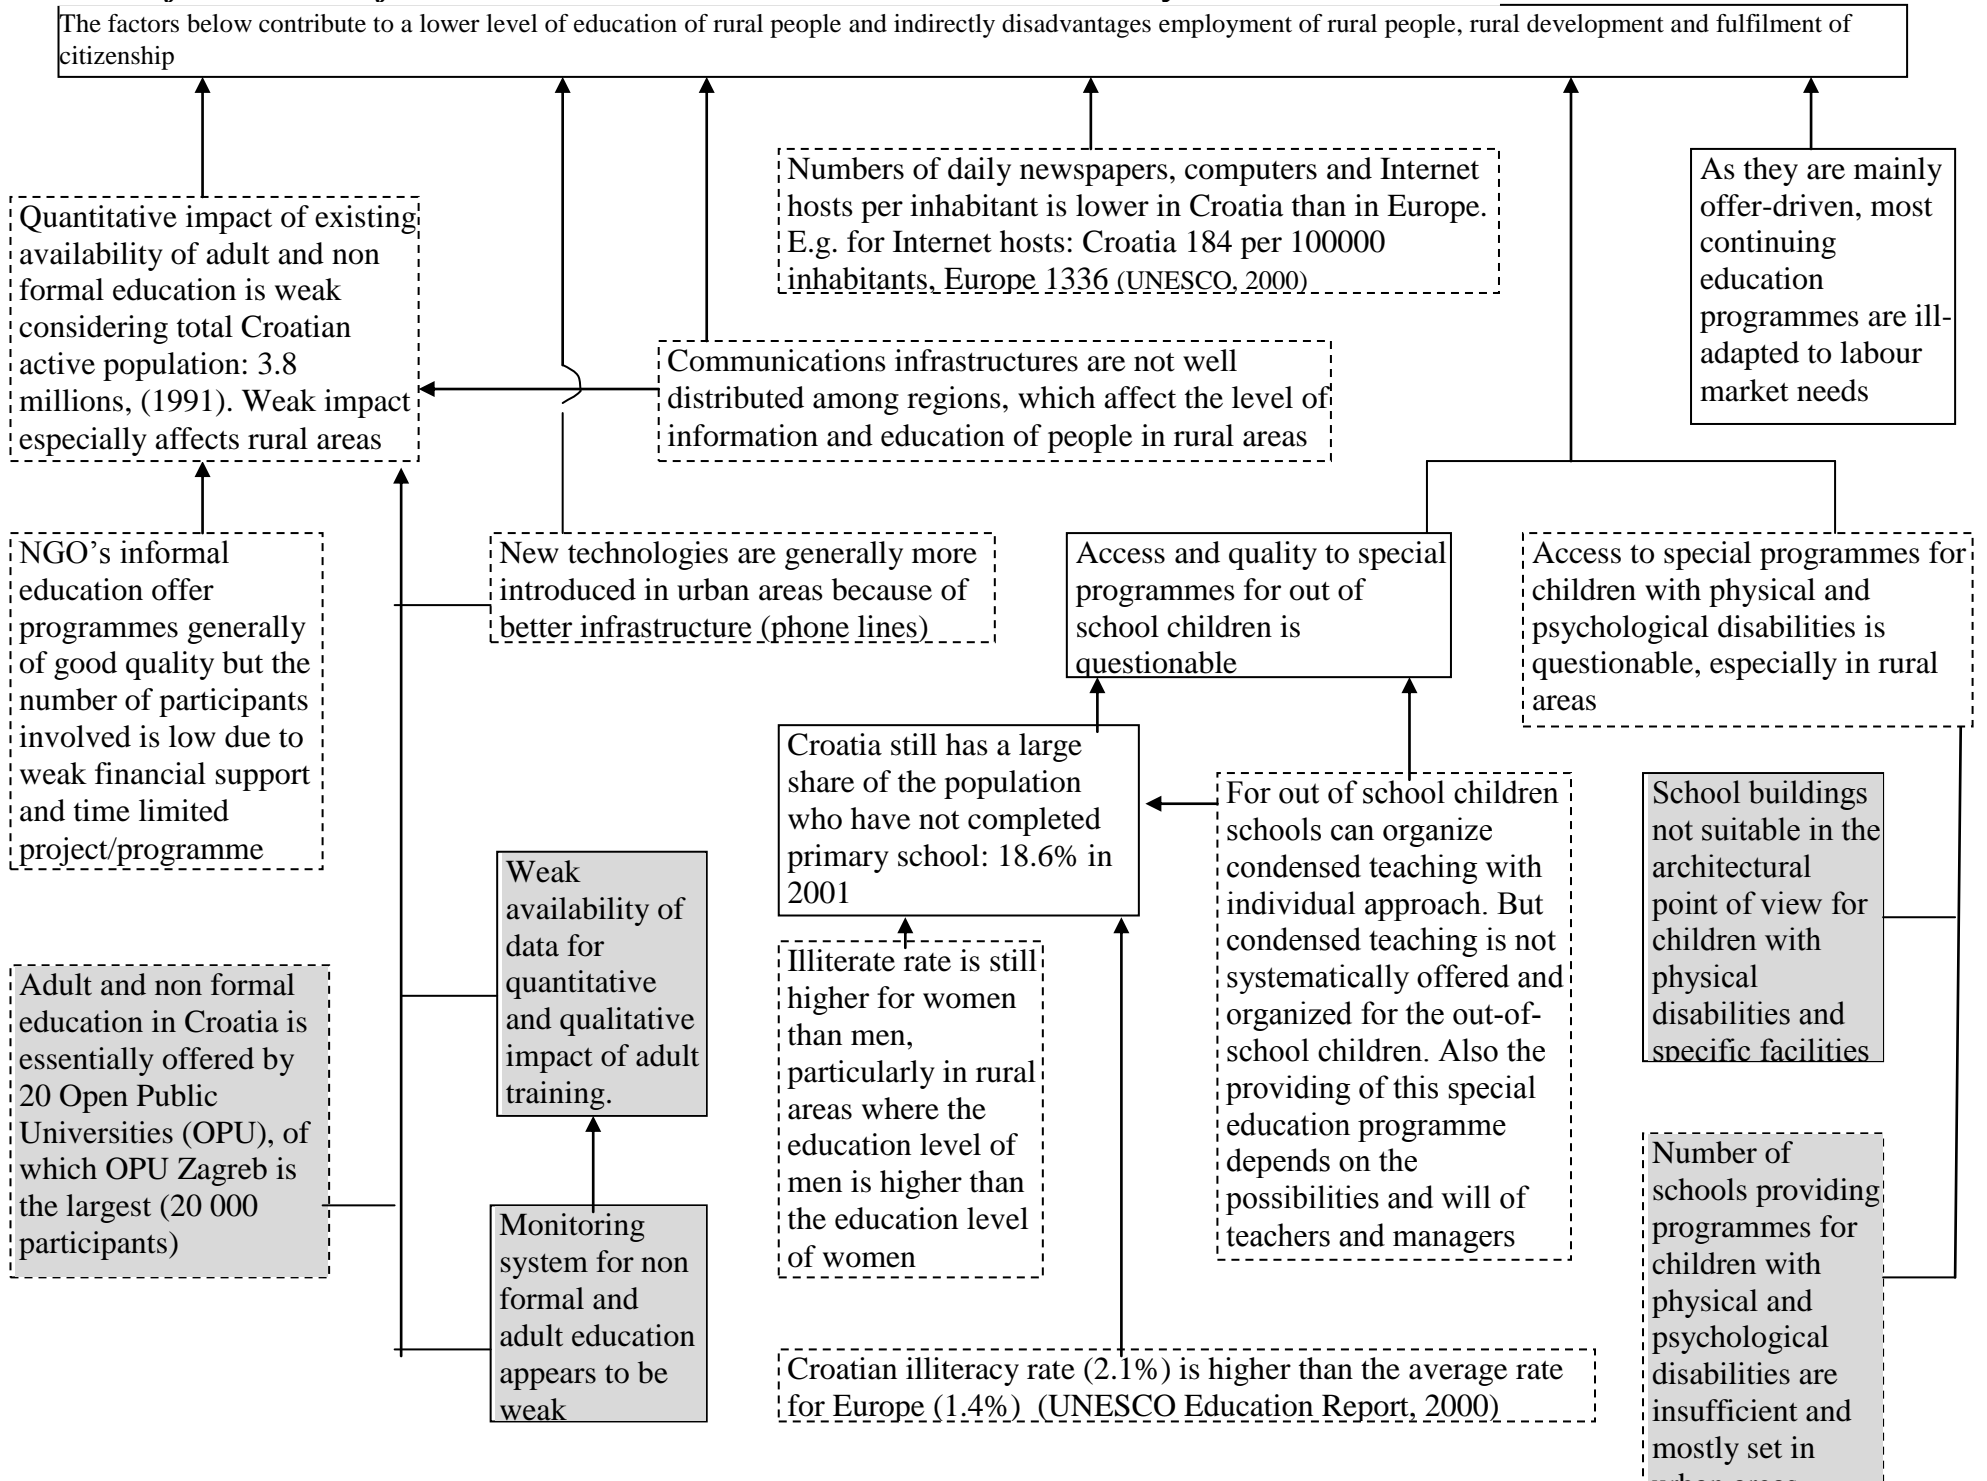 The factors below contribute to a lower level of education of rural people and indirectly disadvantages employment of rural people, rural development and fulfilment of
citizenship
Numbers of daily newspapers, computers and Internet
hosts per inhabitant is lower in Croatia than in Europe.
E.g. for Internet hosts: Croatia 184 per 100000
inhabitants, Europe 1336 (UNESCO, 2000)
As they are mainly
offer-driven, most
continuing
education
programmes are ill-
adapted to labour
market needs
Quantitative impact of existing
availability of adult and non
formal education is weak
considering total Croatian
active population: 3.8
millions, (1991). Weak impact
especially affects rural areas
Communications infrastructures are not well
distributed among regions, which affect the level of
information and education of people in rural areas
NGO’s informal
education offer
programmes generally
of good quality but the
number of participants
involved is low due to
weak financial support
and time limited
project/programme
New technologies are generally more
introduced in urban areas because of
better infrastructure (phone lines)
Access and quality to special
programmes for out of
school children is
questionable
Access to special programmes for
children with physical and
psychological disabilities is
questionable, especially in rural
areas
Croatia still has a large
share of the population
who have not completed
primary school: 18.6% in
2001
For out of school children
schools can organize
condensed teaching with
individual approach. But
condensed teaching is not
systematically offered and
organized for the out-of-
school children. Also the
providing of this special
education programme
depends on the
possibilities and will of
teachers and managers
School buildings
not suitable in the
architectural
point of view for
children with
physical
disabilities and
specific facilities
Weak
availability of
data for
quantitative
and qualitative
impact of adult
training.
Illiterate rate is still
higher for women
than men,
particularly in rural
areas where the
education level of
men is higher than
the education level
of women
Adult and non formal
education in Croatia is
essentially offered by
20 Open Public
Universities (OPU), of
which OPU Zagreb is
the largest (20 000
participants)
Number of
schools providing
programmes for
children with
physical and
psychological
disabilities are
insufficient and
mostly set in
Monitoring
system for non
formal and
adult education
appears to be
weak
Croatian illiteracy rate (2.1%) is higher than the average rate
for Europe (1.4%) (UNESCO Education Report, 2000)